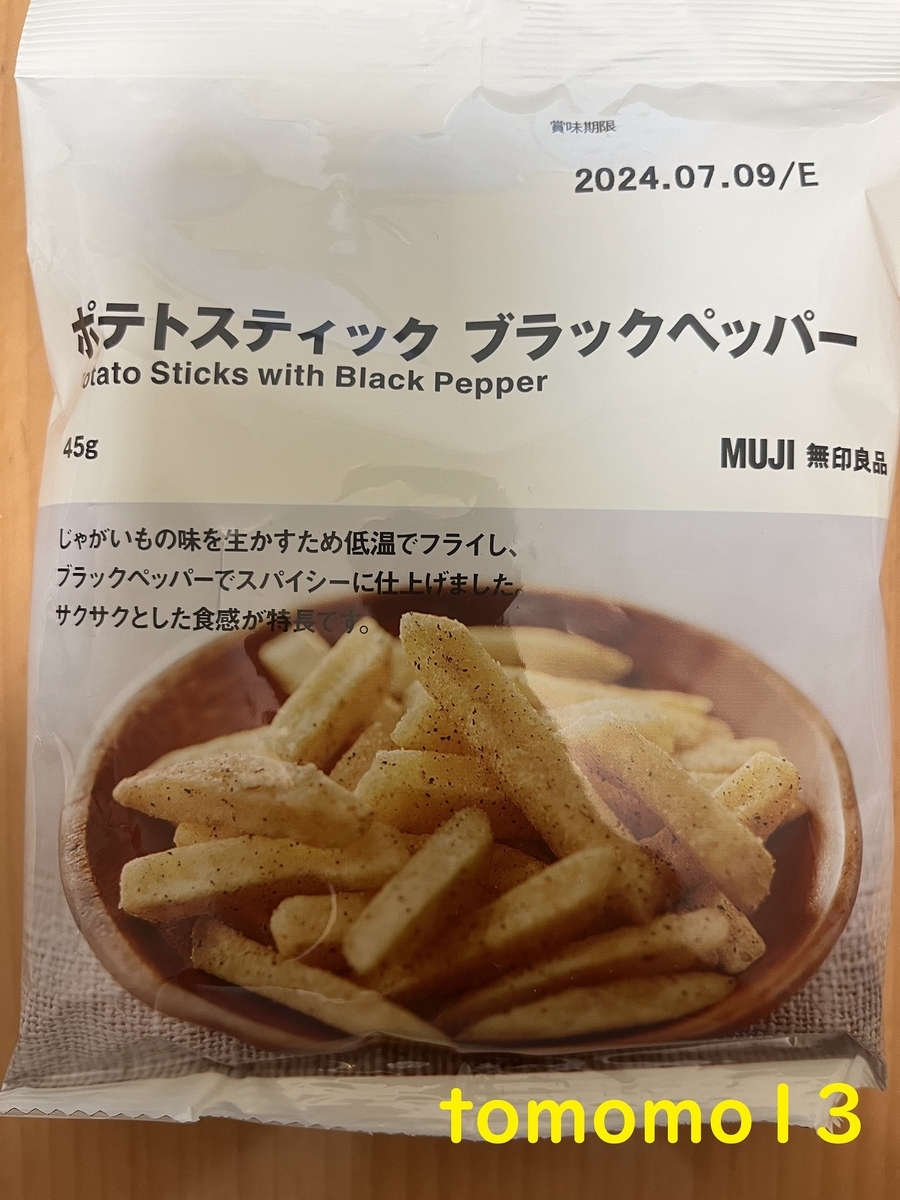 賞味期限
2024.07.09/E
ポテトスティック ブラックペッパー
otato Sticks with Black Pepper
45g
MUJI 無印良品
じゃがいもの味を生かすため低温でフライし、
ブラックペッパーでスパイシーに仕上げました。
サクサクとした食感が特長です。
tomomo13